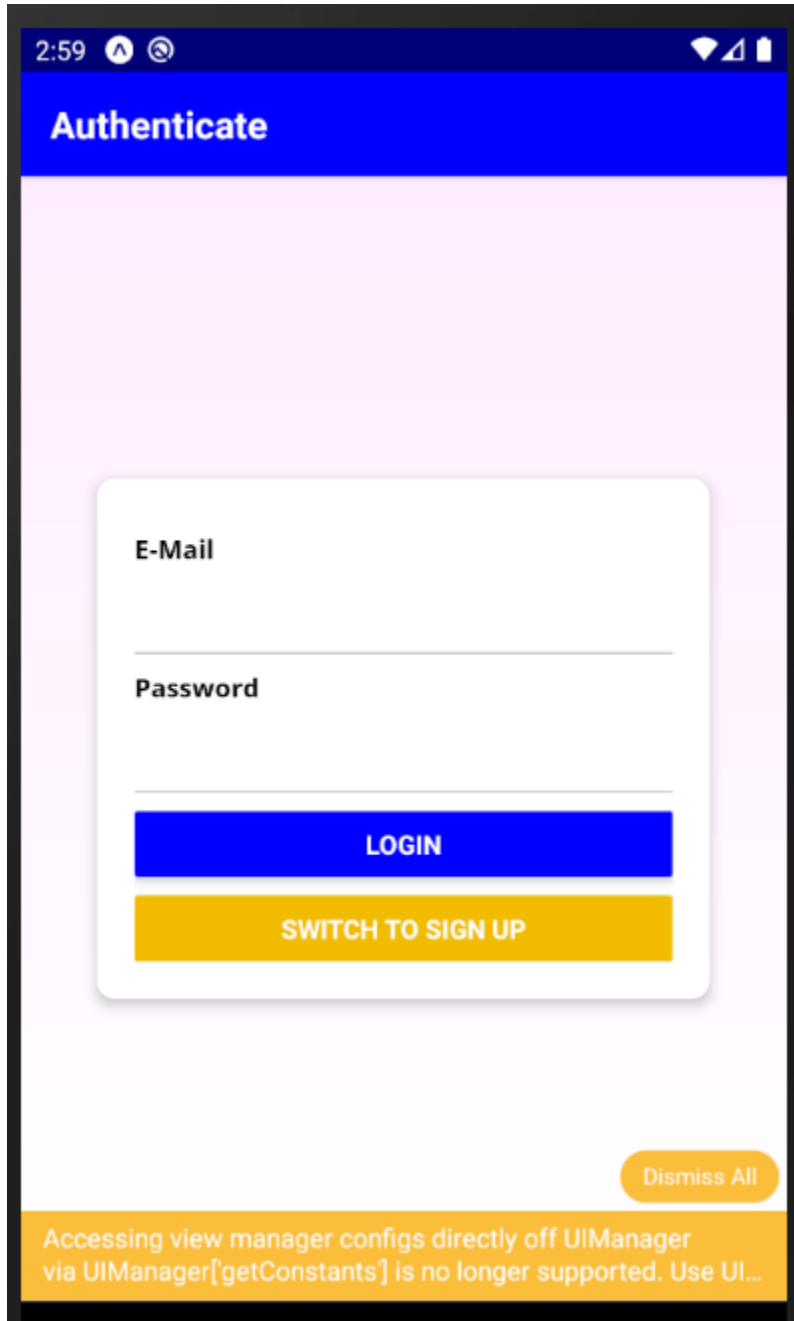 2:59
Authenticate
E-Mail
Password
LOGIN
SWITCH TO SIGN UP
Dismiss All
Accessing view manager configs directly off UIManager
via UIManager['getConstants'] is no longer supported. Use UI...